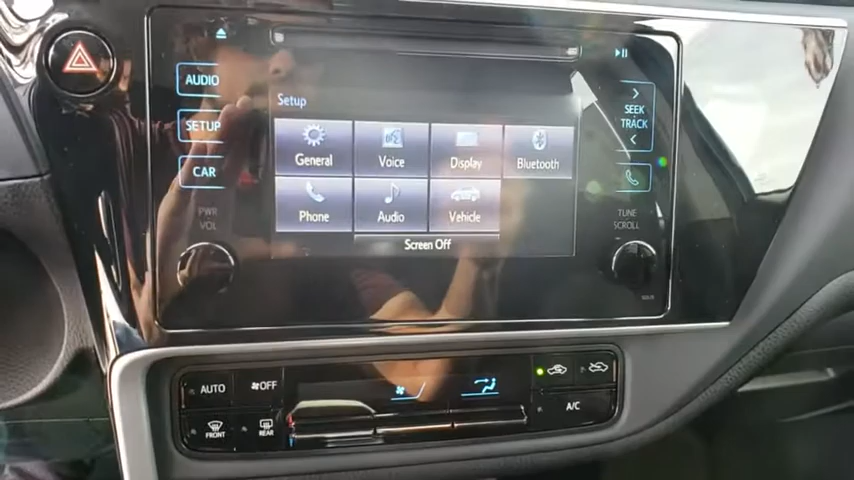 AUDIO
SETUP
CAR
PWR
VOL
Setup
General Voice Display Bluetooth
Phone Audio Vehicle
Screen Off
SEEK
TRACK
TUNE
SCROLL
AUTO OFF
FRONT REAR
A/C